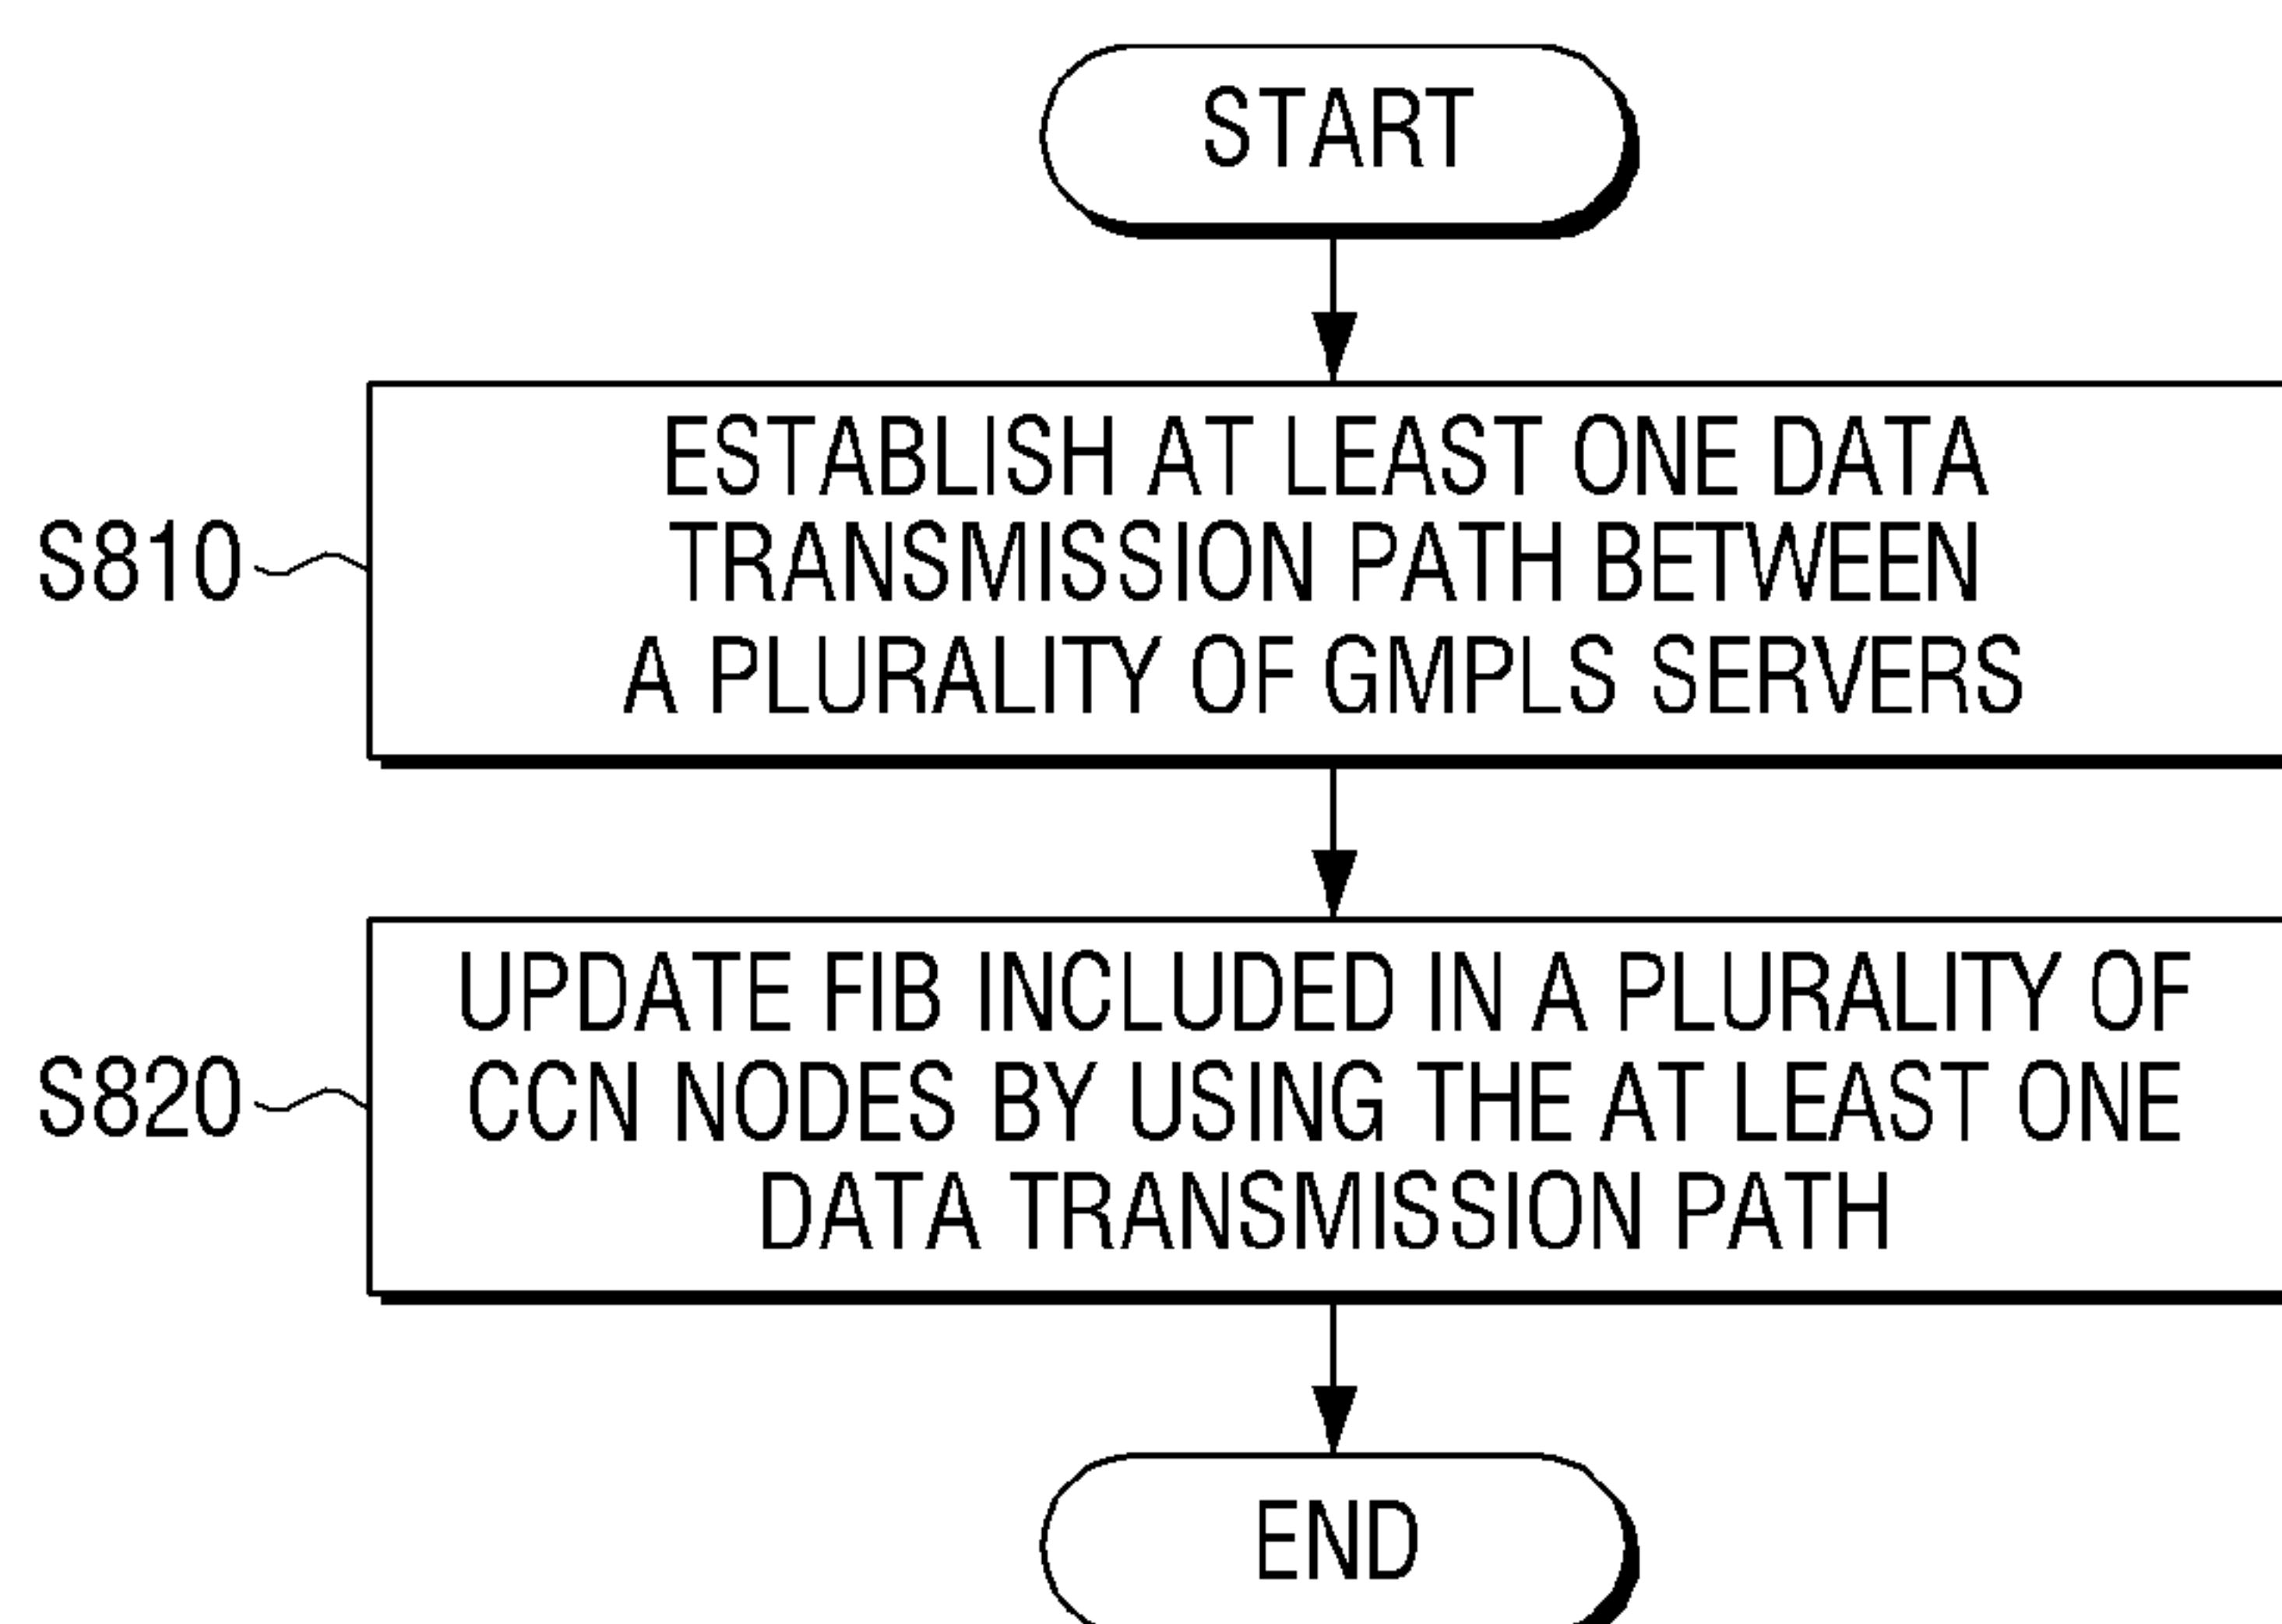 START
S810
ESTABLISH AT LEAST ONE DATA
TRANSMISSION PATH BETWEEN
A PLURALITY OF GMPLS SERVERS
S820
UPDATE FIB INCLUDED IN A PLURALITY OF
CCN NODES BY USING THE AT LEAST ONE
DATA TRANSMISSION PATH
END